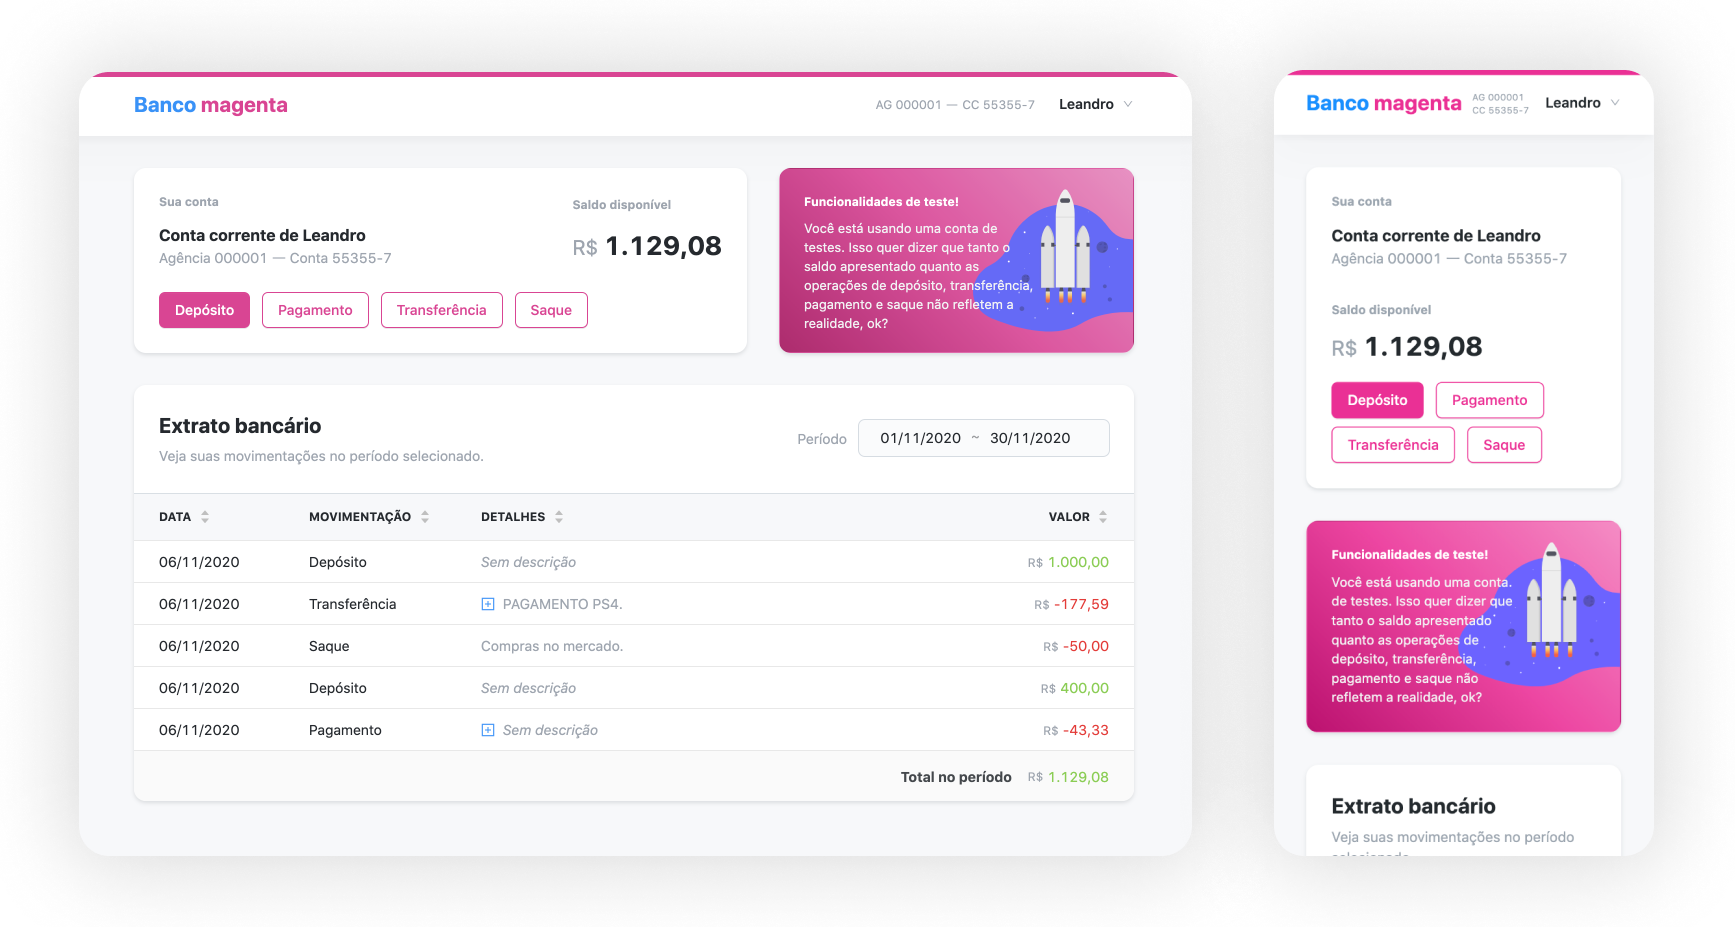 Banco magenta
AG 000001 — CC 55355-7
Leandro
Sua conta
Conta corrente de Leandro
Agência 000001 — Conta 55355-7
Saldo disponível
R$ 1.129,08
Depósito
Pagamento
Transferência
Saque
Funcionalidades de teste!
Você está usando uma conta de
testes. Isso quer dizer que tanto o
saldo apresentado quanto as
operações de depósito, transferência,
pagamento e saque não refletem a
realidade, ok?
Extrato bancário
Veja suas movimentações no período selecionado.
Período
01/11/2020 ~ 30/11/2020
DATA MOVIMENTAÇÃO DETALHES VALOR
06/11/2020 Depósito Sem descrição R$ 1.000,00
06/11/2020 Transferência PAGAMENTO PS4. R$ -177,59
06/11/2020 Saque Compras no mercado. R$ -50,00
06/11/2020 Depósito Sem descrição R$ 400,00
06/11/2020 Pagamento Sem descrição R$ -43,33
Total no período R$ 1.129,08
Banco magenta
AG 000001
CC 55355-7
Leandro
Sua conta
Conta corrente de Leandro
Agência 000001 — Conta 55355-7
Saldo disponível
R$ 1.129,08
Depósito
Pagamento
Transferência
Saque
Funcionalidades de teste!
Você está usando uma conta
de testes. Isso quer dizer que
tanto o saldo apresentado
quanto as operações de
depósito, transferência,
pagamento e saque não
refletem a realidade, ok?
Extrato bancário
Veja suas movimentações no período